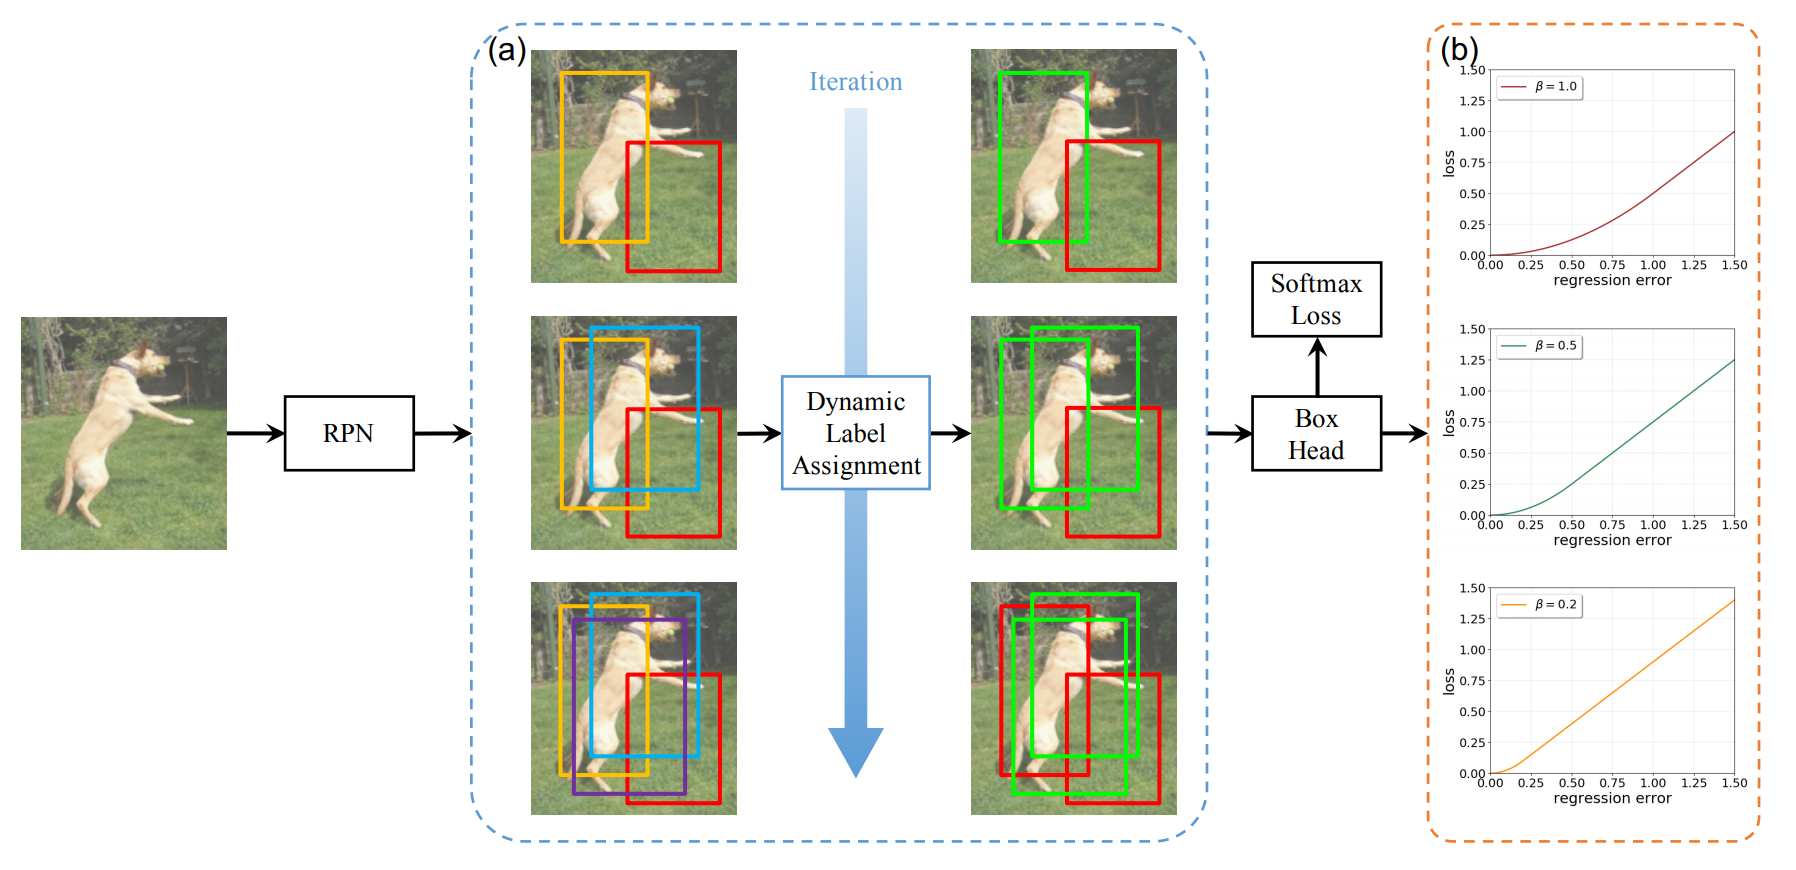 (a)
Iteration
RPN
Dynamic
Label
Assignment
Softmax
Loss
Box
Head
(b)
β = 1.0
1.50
1.25
1.00
0.75
0.50
0.25
0.00
loss
0.00 0.25 0.50 0.75 1.00 1.25 1.50
regression error
β = 0.5
1.50
1.25
1.00
0.75
0.50
0.25
0.00
loss
0.00 0.25 0.50 0.75 1.00 1.25 1.50
regression error
β = 0.2
1.50
1.25
1.00
0.75
0.50
0.25
0.00
loss
0.00 0.25 0.50 0.75 1.00 1.25 1.50
regression error